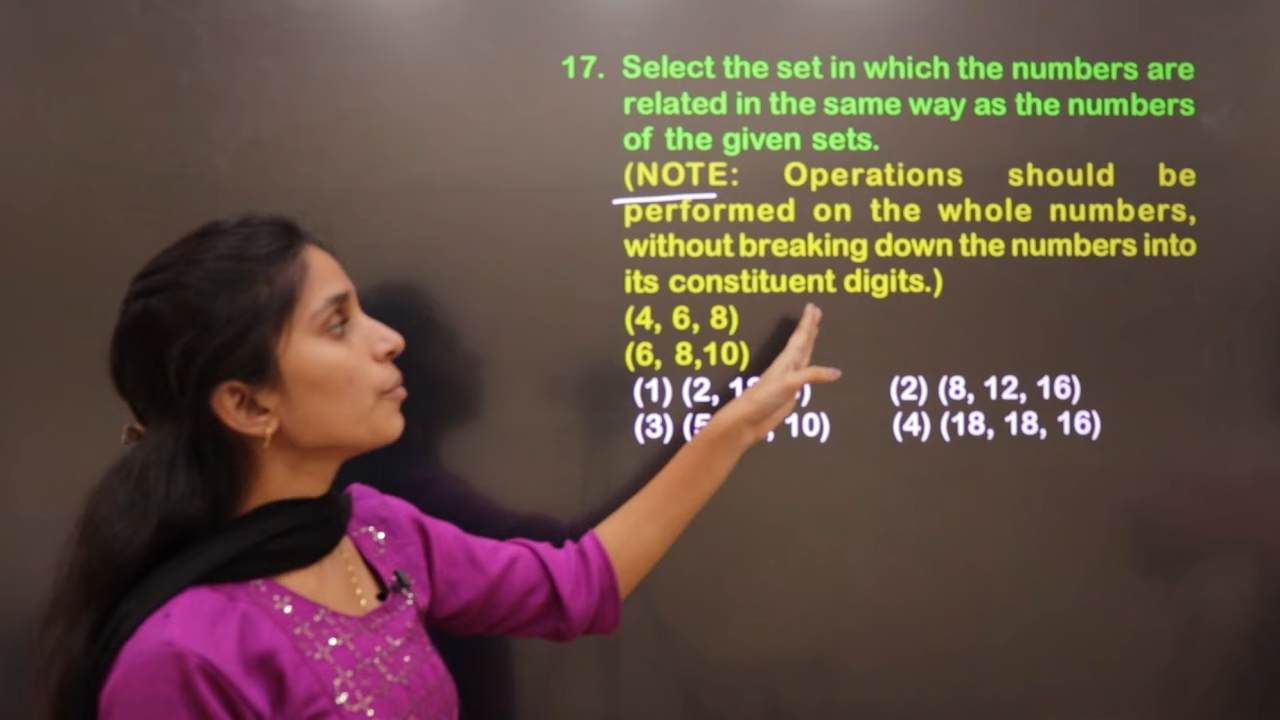 17. Select the set in which the numbers are
related in the same way as the numbers
of the given sets.
(NOTE: Operations should be
performed on the whole numbers,
without breaking down the numbers into
its constituent digits.)
(4, 6, 8)
(6, 8,10)
(1) (2, (2) (8, 12, 16)
(3) 10) (4) (18, 18, 16)